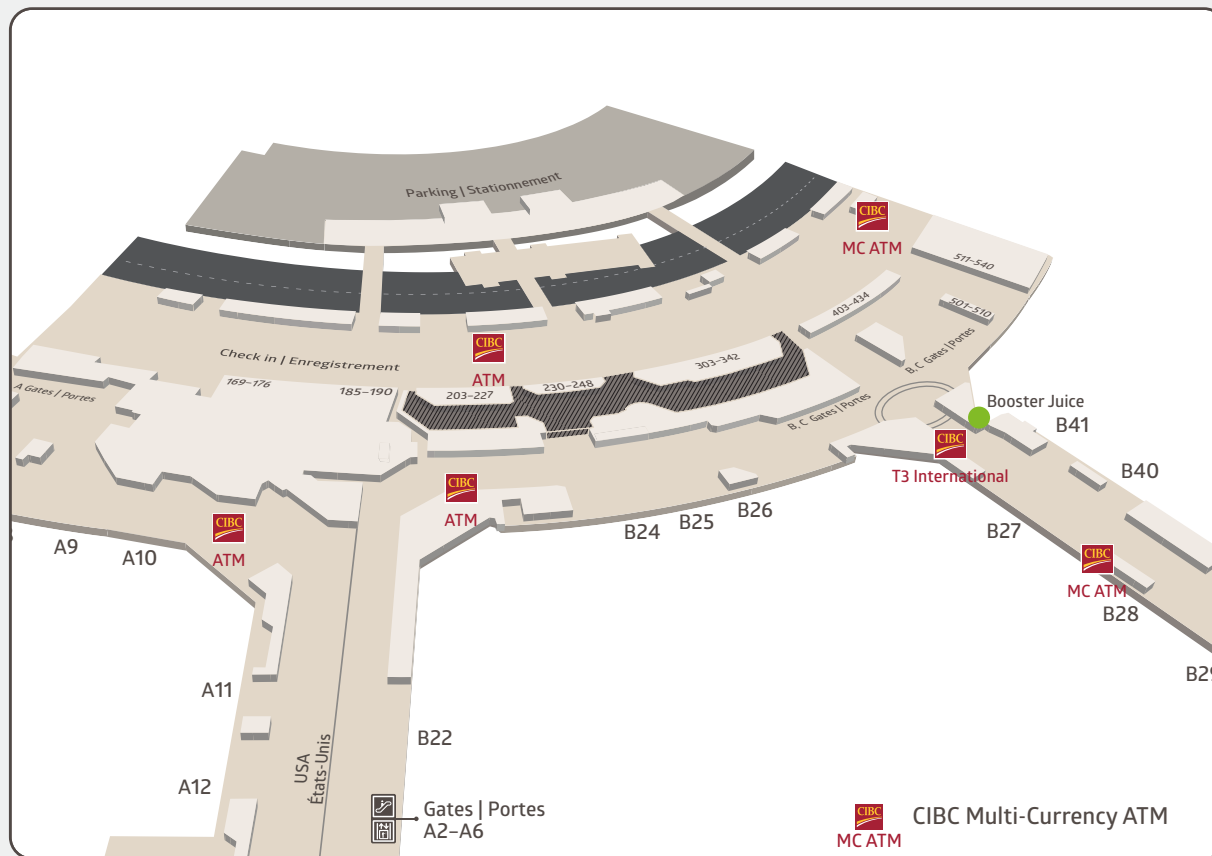 Parking | Stationnement
CIBC
MC ATM
511–540
501–510
403–434
B, C Gates | Portes
CIBC
ATM
Check in | Enregistrement
303–342
230–248
203–227
185–190
169–176
A Gates | Portes
B, C Gates | Portes
Booster Juice
B41
CIBC
T3 International
B40
CIBC
ATM
B26
B25
B24
B27
CIBC
ATM
A9
A10
CIBC
MC ATM
B28
B29
A11
B22
USA
États-Unis
A12
Gates | Portes
A2–A6
CIBC
MC ATM
CIBC Multi-Currency ATM